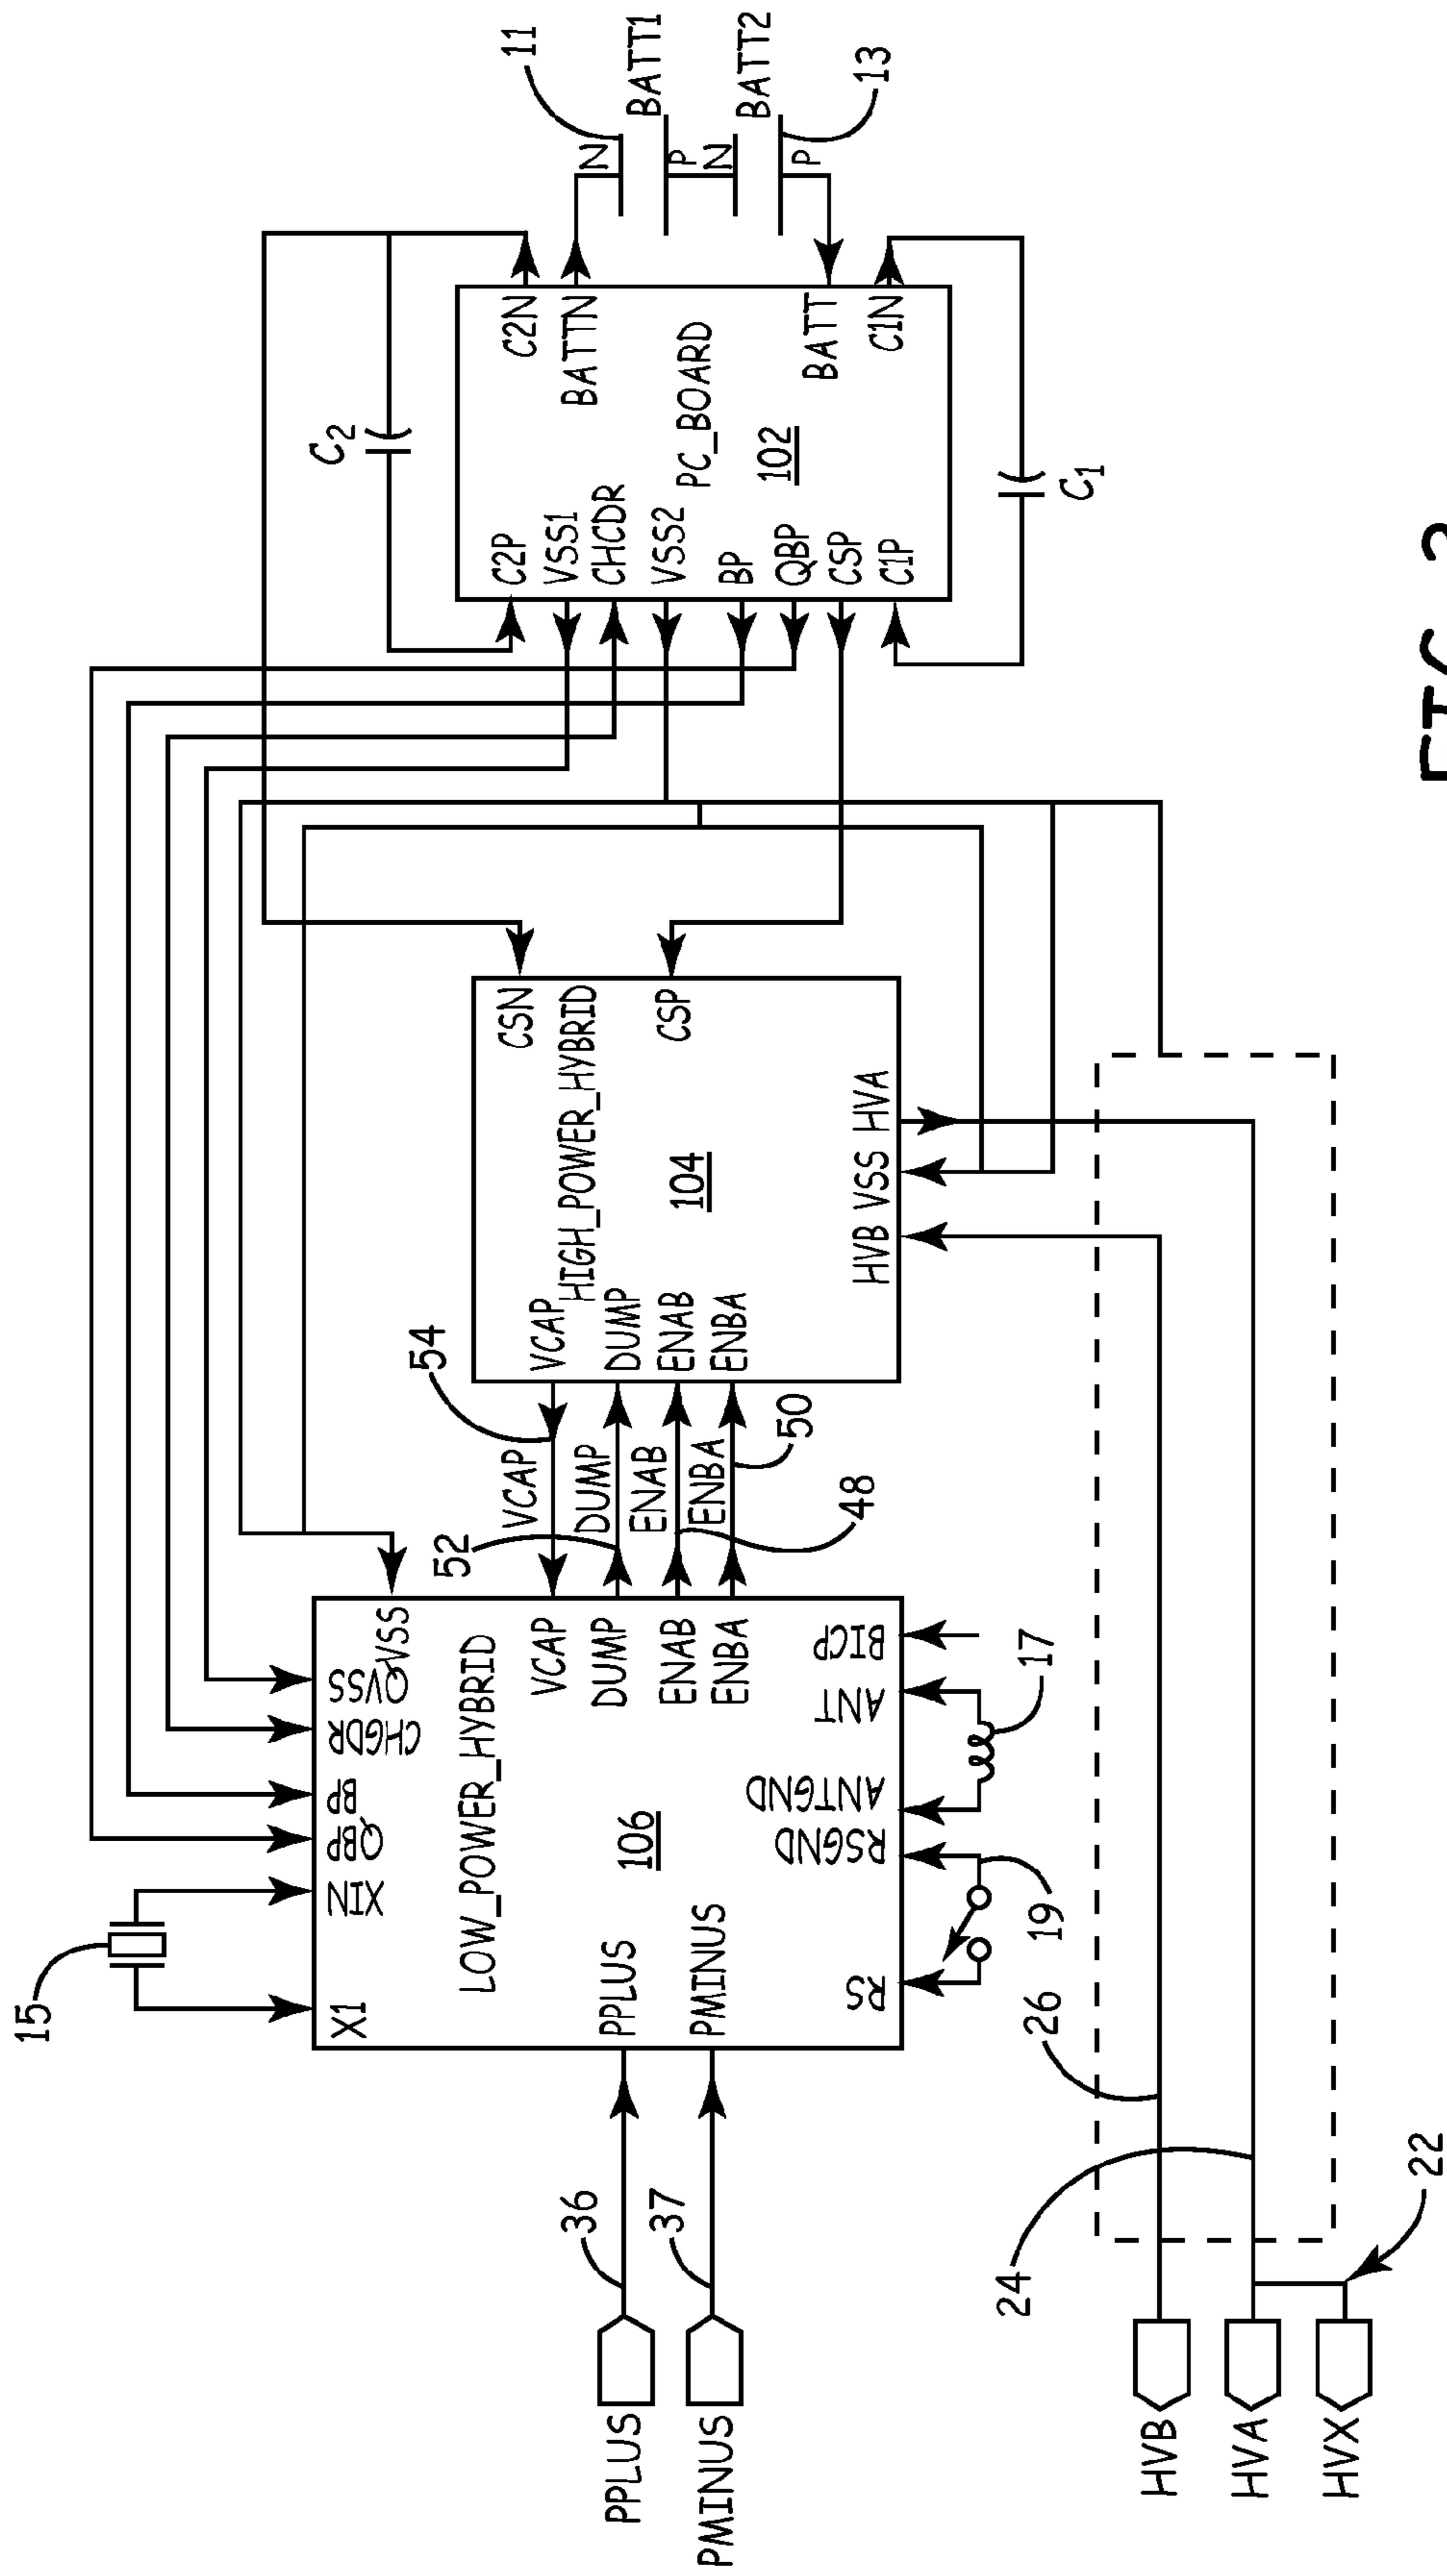 15
X1
XIN
QBP
BP
CHGDR
QVSS
VSS
LOW_POWER_HYBRID
106
PPLUS
PMINUS
VCAP
DUMP
ENAB
ENBA
RS
RSGND
ANTGND
ANT
BICP
19
17
PPLUS
36
PMINUS
37
52
54
VCAP
DUMP
ENAB
ENBA
48
50
VCAP
DUMP
ENAB
ENBA
HIGH_POWER_HYBRID
104
CSN
CSP
HVB
VSS
HVA
C2
C2P
VSS1
CHCDR
VSS2
BP
QBP
CSP
C1P
PC_BOARD
102
C2N
BATTN
BATT
C1N
C1
11
N
BATT1
P
N
BATT2
P
13
HVB
26
HVA
24
HVX
22